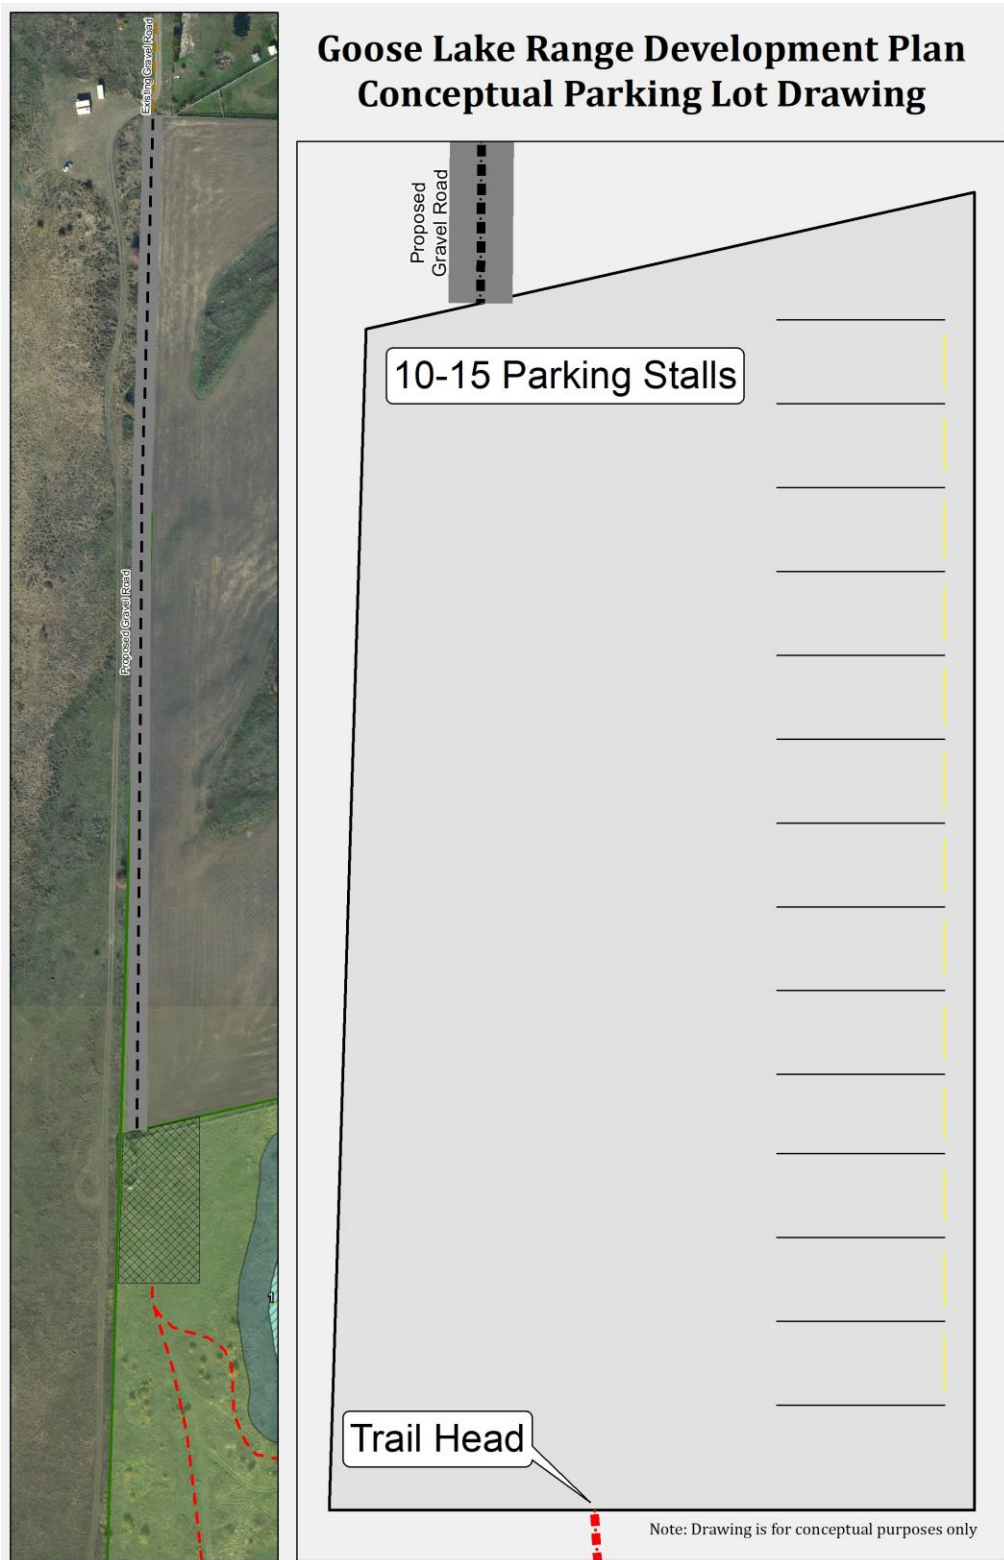 Goose Lake Range Development Plan
Conceptual Parking Lot Drawing
Existing Gravel Road
Proposed Gravel Road
Proposed
Gravel Road
10-15 Parking Stalls
1
Trail Head
Note: Drawing is for conceptual purposes only